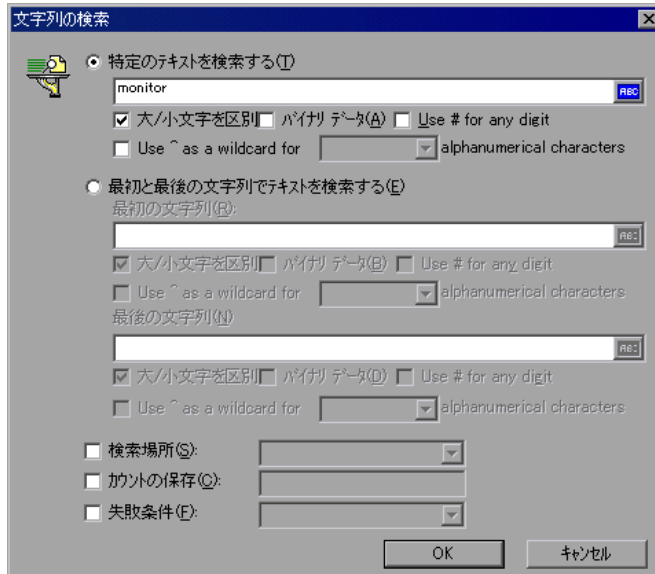 文字列の検索
特定のテキストを検索する(T)
monitor
ABC
大/小文字を区別 バイナリ データ(A) Use # for any digit
Use ^ as a wildcard for alphanumerical characters
最初と最後の文字列でテキストを検索する(E)
最初の文字列(R):
ABC
大/小文字を区別 バイナリ データ(B) Use # for any digit
Use ^ as a wildcard for alphanumerical characters
最後の文字列(N)
ABC
大/小文字を区別 バイナリ データ(D) Use # for any digit
Use ^ as a wildcard for alphanumerical characters
検索場所(S):
カウントの保存(C):
失敗条件(F):
OK キャンセル